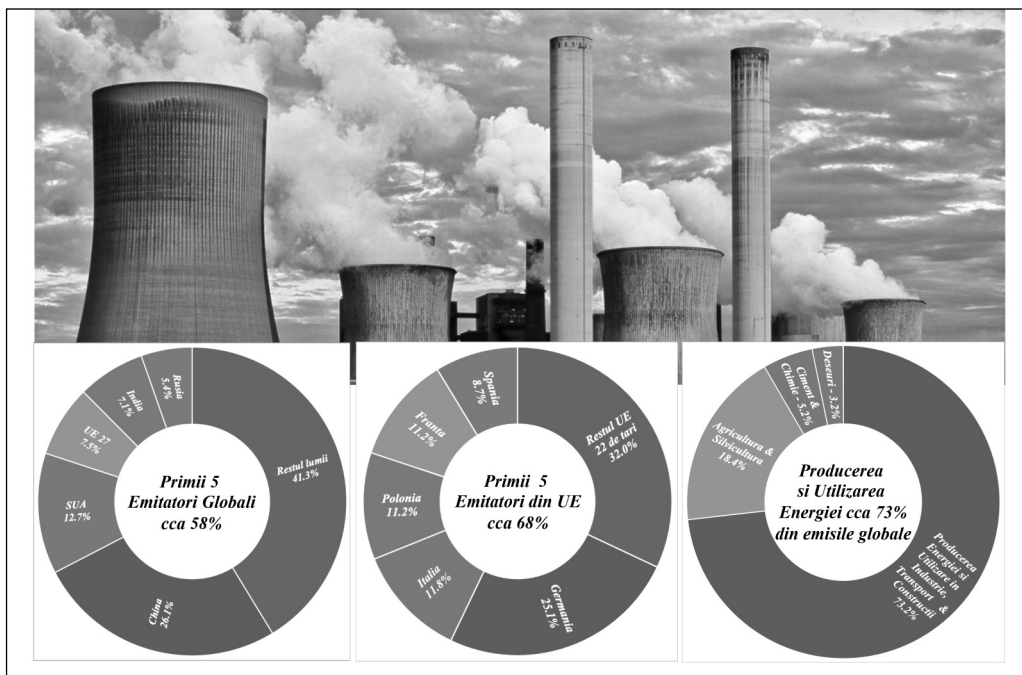 Rusia
5.4%
India
7.1%
UE 27
7.5%
SUA
12.7%
China
26.1%
Restul lumii
41.3%
Primii 5
Emitatori Globali
cca 58%
Spania
8.7%
Franta
11.2%
Polonia
11.2%
Italia
11.8%
Germania
25.1%
Restul UE
22 de tari
32.0%
Primii 5
Emitatori din UE
cca 68%
Deseuri - 3.2%
Ciment &
Chimie - 5.2%
Agricultura &
Silvicultura
18.4%
Producerea
Energiei si
Utilizare in
Industrie,
Transport &
Constructii
73.2%
Producerea
si Utilizarea
Energiei cca 73%
din emisile globale